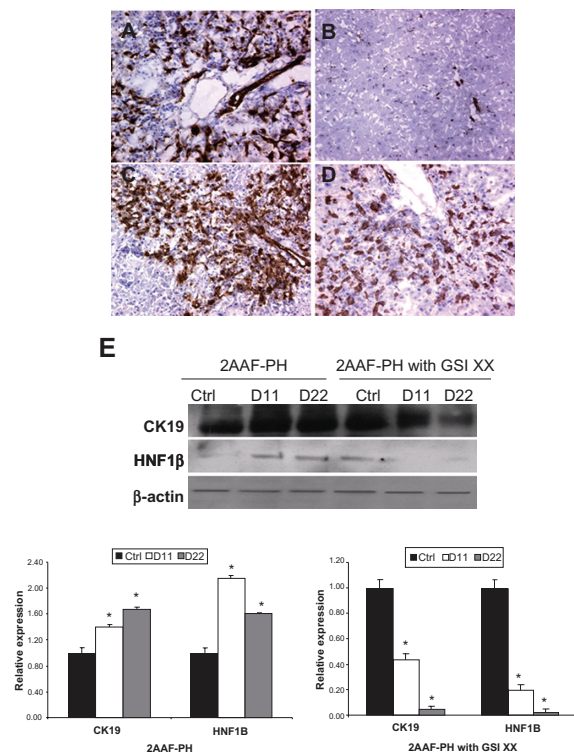 A B
C D
E
2AAF-PH 2AAF-PH with GSI XX
Ctrl D11 D22 Ctrl D11 D22
CK19
HNF1β
β-actin
Ctrl D11 D22
2.40
2.00
1.60
1.20
0.80
0.40
0.00
Relative expression
* * * *
CK19 HNF1B
2AAF-PH
Ctrl D11 D22
1.20
1.00
0.80
0.60
0.40
0.20
0.00
Relative expression
* * * *
CK19 HNF1B
2AAF-PH with GSI XX